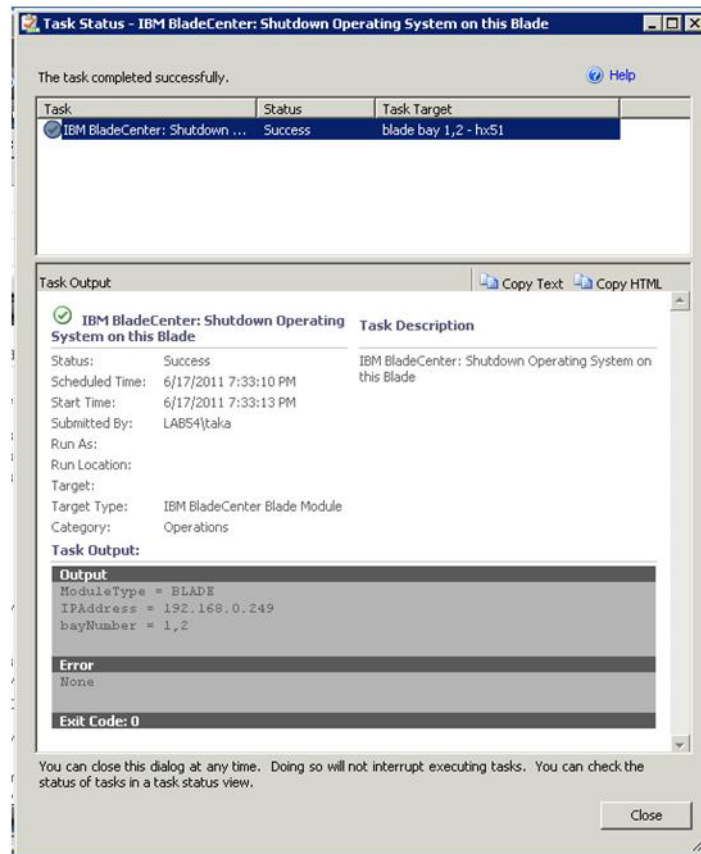 Task Status - IBM BladeCenter: Shutdown Operating System on this Blade
The task completed successfully.
Help
Task Status Task Target
IBM BladeCenter: Shutdown ... Success blade bay 1,2 - hx51
Task Output
Copy Text Copy HTML
IBM BladeCenter: Shutdown Operating
System on this Blade
Task Description
Status: Success
IBM BladeCenter: Shutdown Operating System on
this Blade
Scheduled Time: 6/17/2011 7:33:10 PM
Start Time: 6/17/2011 7:33:13 PM
Submitted By: LAB54\taka
Run As:
Run Location:
Target:
Target Type: IBM BladeCenter Blade Module
Category: Operations
Task Output:
Output
ModuleType = BLADE
IPAddress = 192.168.0.249
bayNumber = 1,2
Error
None
Exit Code: 0
You can close this dialog at any time. Doing so will not interrupt executing tasks. You can check the
status of tasks in a task status view.
Close